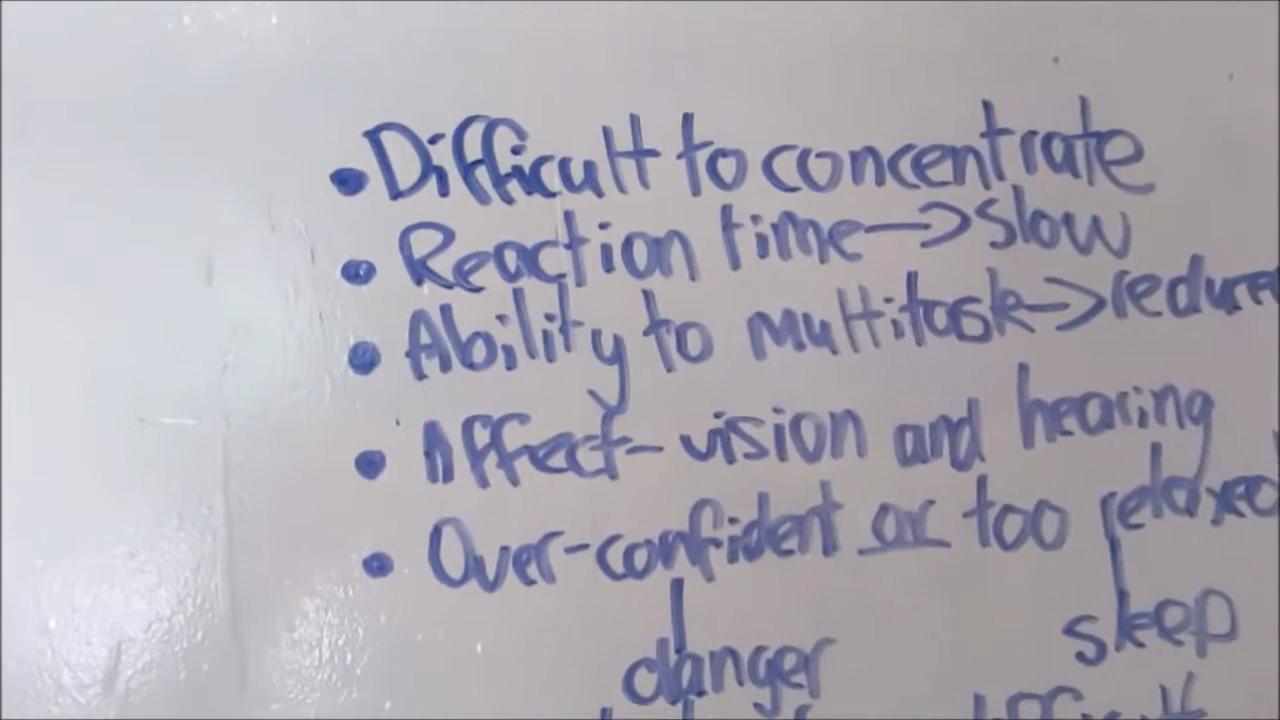 • Difficult to concentrate
• Reaction time → slow
• Ability to multitask → reduced
• Affect - vision and hearing
• Over-confident or too relaxed
danger sleep